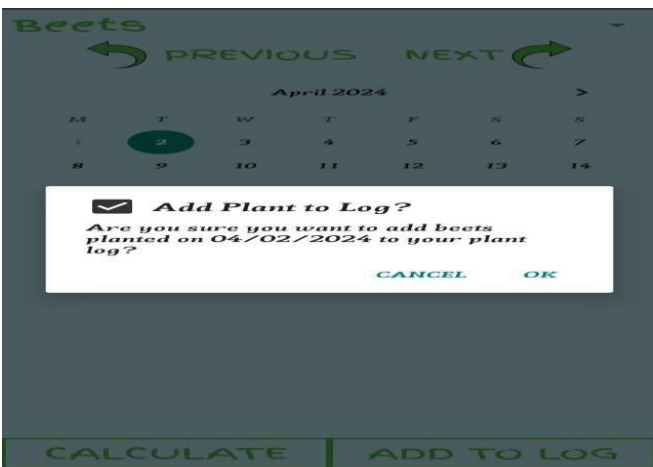 Beets
PREVIOUS NEXT
April 2024 >
M T W T F S S
1 2 3 4 5 6 7
8 9 10 11 12 13 14
Add Plant to Log?
Are you sure you want to add beets
planted on 04/02/2024 to your plant
log?
CANCEL OK
CALCULATE ADD TO LOG